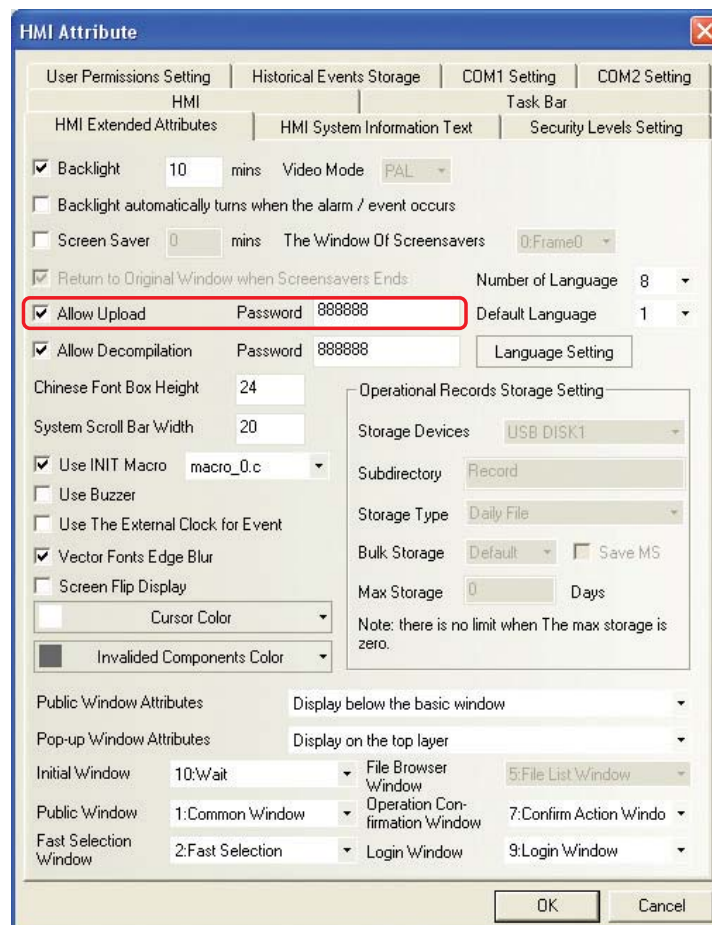 HMI Attribute
User Permissions Setting Historical Events Storage COM1 Setting COM2 Setting
HMI Task Bar
HMI Extended Attributes HMI System Information Text Security Levels Setting
Backlight 10 mins Video Mode PAL
Backlight automatically turns when the alarm / event occurs
Screen Saver 0 mins The Window Of Screensavers 0:Frame0
Return to Original Window when Screensavers Ends Number of Language 8
Allow Upload Password 888888 Default Language 1
Allow Decompilation Password 888888 Language Setting
Chinese Font Box Height 24 Operational Records Storage Setting
System Scroll Bar Width 20 Storage Devices USB DISK1
Use INIT Macro macro_0.c Subdirectory Record
Use Buzzer
Use The External Clock for Event Storage Type Daily File
Vector Fonts Edge Blur Bulk Storage Default Save MS
Screen Flip Display Max Storage 0 Days
Cursor Color Note: there is no limit when The max storage is
zero.
Invalided Components Color
Public Window Attributes Display below the basic window
Pop-up Window Attributes Display on the top layer
Initial Window 10:Wait File Browser
Window 5:File List Window
Public Window 1:Common Window Operation Con-
firmation Window 7:Confirm Action Windo
Fast Selection
Window 2:Fast Selection Login Window 9:Login Window
OK Cancel